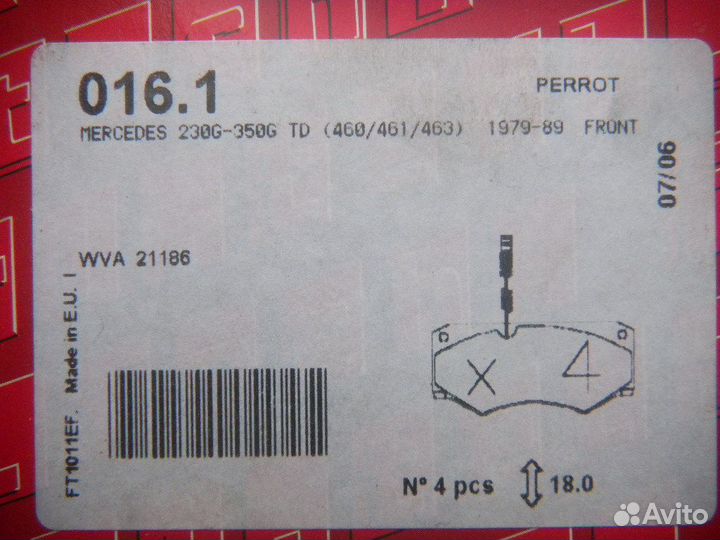 016.1
PERROT
MERCEDES 230G-350G TD (460/461/463) 1979-89 FRONT
07/06
WVA 21186
FT1011EF. Made in E.U. I
X 4
N° 4 pcs 18.0
Avito